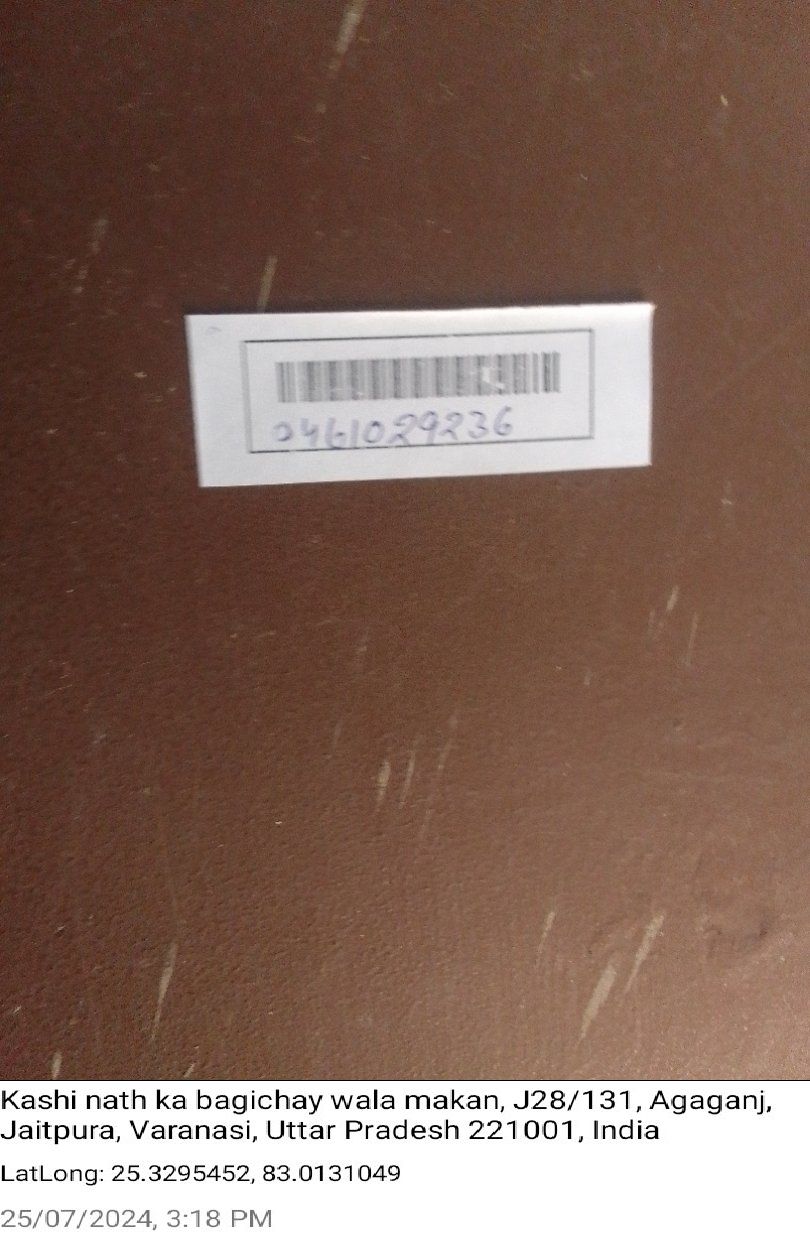 0461029236
Kashi nath ka bagichay wala makan, J28/131, Agaganj,
Jaitpura, Varanasi, Uttar Pradesh 221001, India
LatLong: 25.3295452, 83.0131049
25/07/2024, 3:18 PM